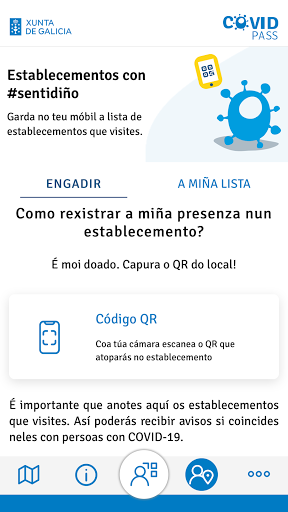 XUNTA
DE GALICIA
COVID
PASS
Establecementos con
#sentidiño
Garda no teu móbil a lista de
establecementos que visites.
ENGADIR
A MIÑA LISTA
Como rexistrar a miña presenza nun
establecemento?
É moi doado. Capura o QR do local!
Código QR
Coa túa cámara escanea o QR que
atoparás no establecemento
É importante que anotes aquí os establecementos
que visites. Así poderás recibir avisos si coincides
neles con persoas con COVID-19.